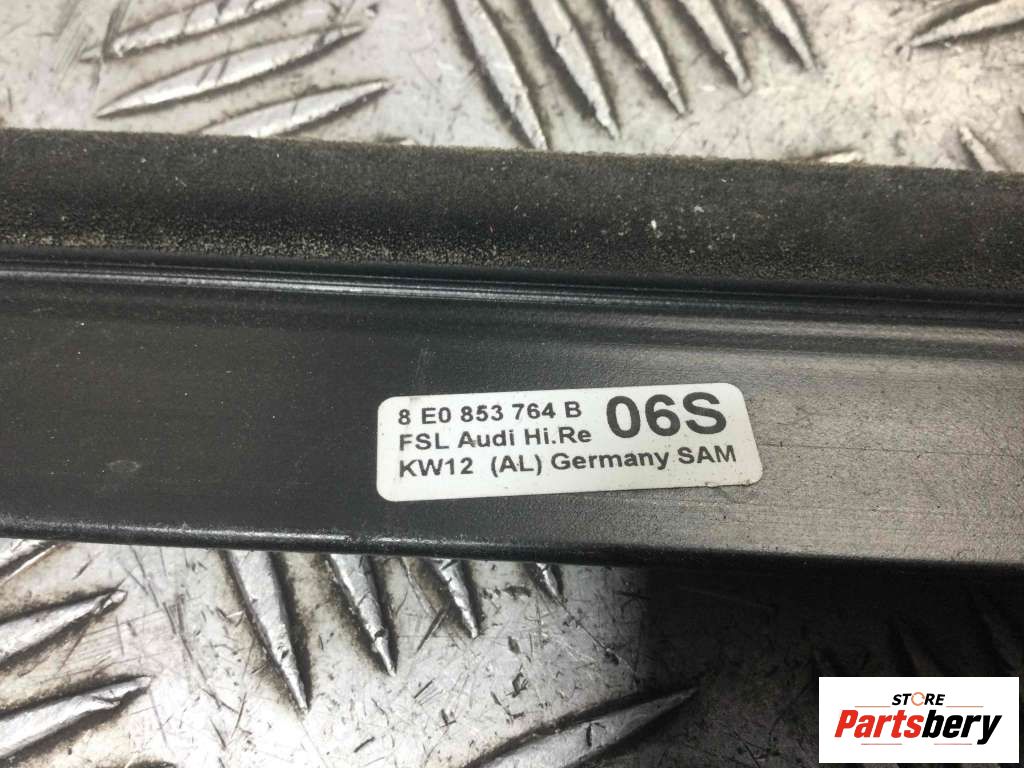 8 E0 853 764 B 06S
FSL Audi Hi.Re
KW12 (AL) Germany SAM
STORE
Partsbery